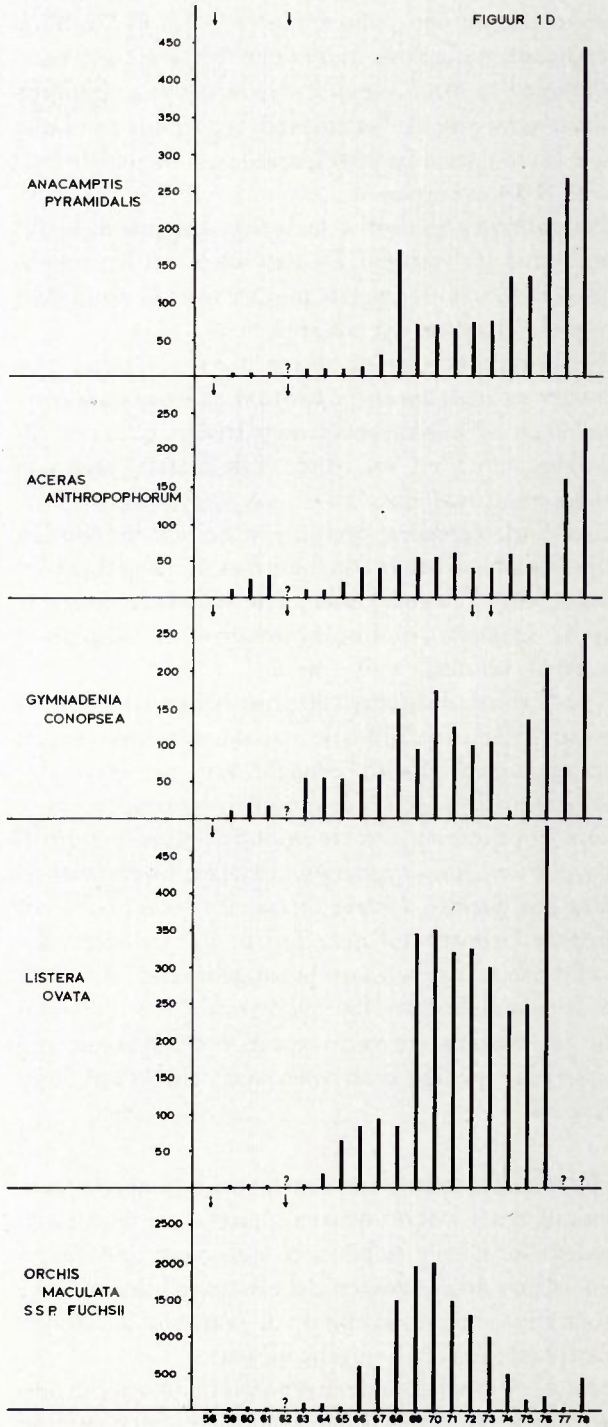 FIGUUR 1D
450
400
350
300
250
200
150
100
50
ANACAMPTIS
PYRAMIDALIS
?
250
200
150
100
50
ACERAS
ANTHROPOPHORUM
?
250
200
150
100
50
GYMNADENIA
CONOPSEA
?
450
400
350
300
250
200
150
100
50
LISTERA
OVATA
? ?
2500
2000
1500
1000
500
ORCHIS
MACULATA
S.S.P. FUCHSII
?
58 59 60 61 62 63 64 65 66 67 68 69 70 71 72 73 74 75 76 77 78